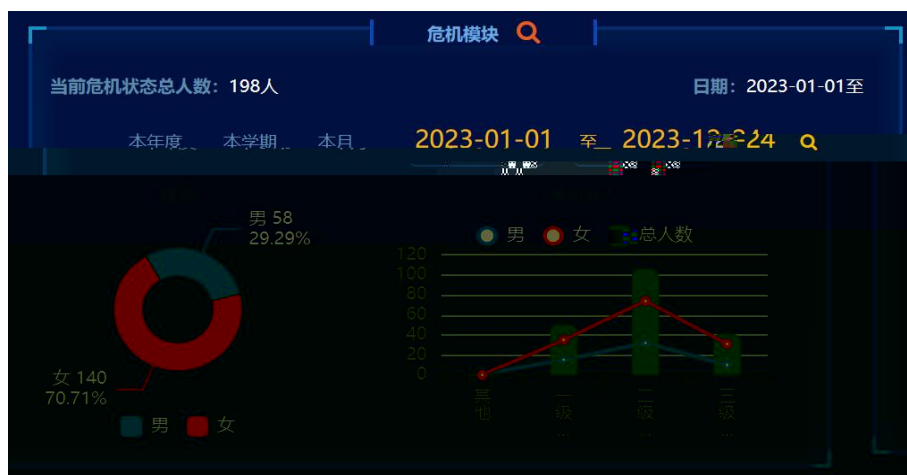 危机模块
当前危机状态总人数：198人
日期：2023-01-01至
本年度 本学期 本月
2023-01-01 至 2023-12-24
男 58
29.29%
男 女 总人数
120
100
80
60
40
20
0
女 140
70.71%
其他 一级... 二级... 三级...
男 女